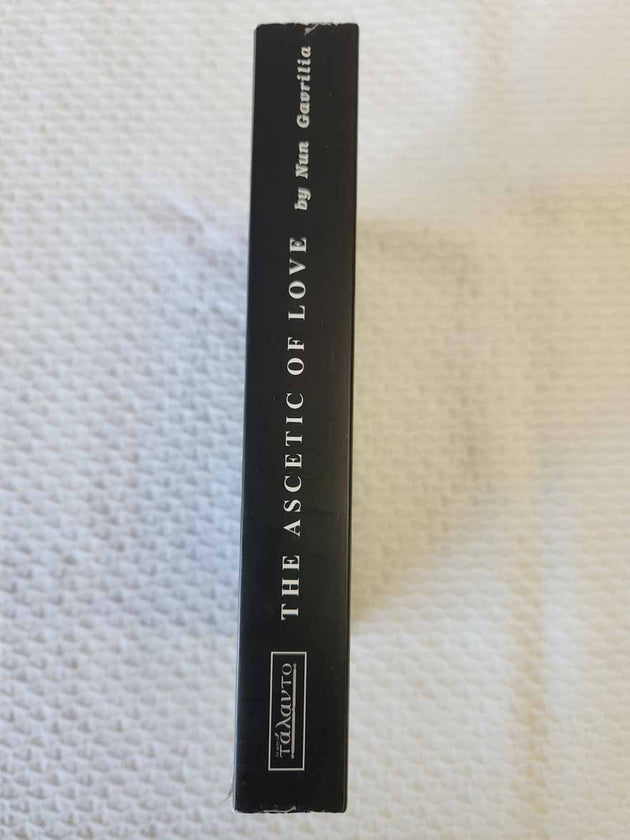 THE ASCETIC OF LOVE by Nun Gavrilia
τάλαντο